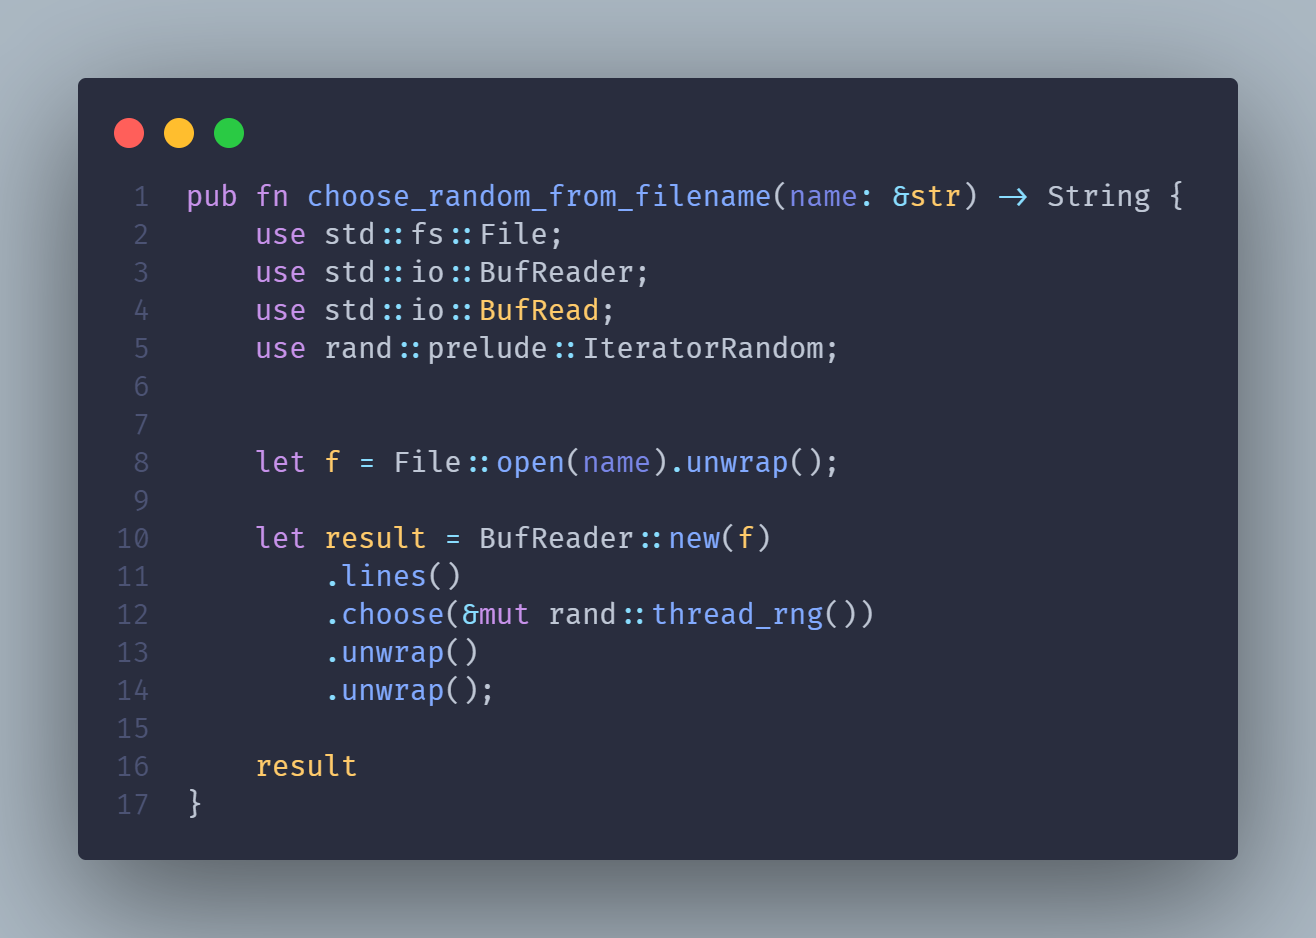 1 pub fn choose_random_from_filename(name: &str) -> String {
2     use std::fs::File;
3     use std::io::BufReader;
4     use std::io::BufRead;
5     use rand::prelude::IteratorRandom;
6
7
8     let f = File::open(name).unwrap();
9
10     let result = BufReader::new(f)
11         .lines()
12         .choose(&mut rand::thread_rng())
13         .unwrap()
14         .unwrap();
15
16     result
17 }